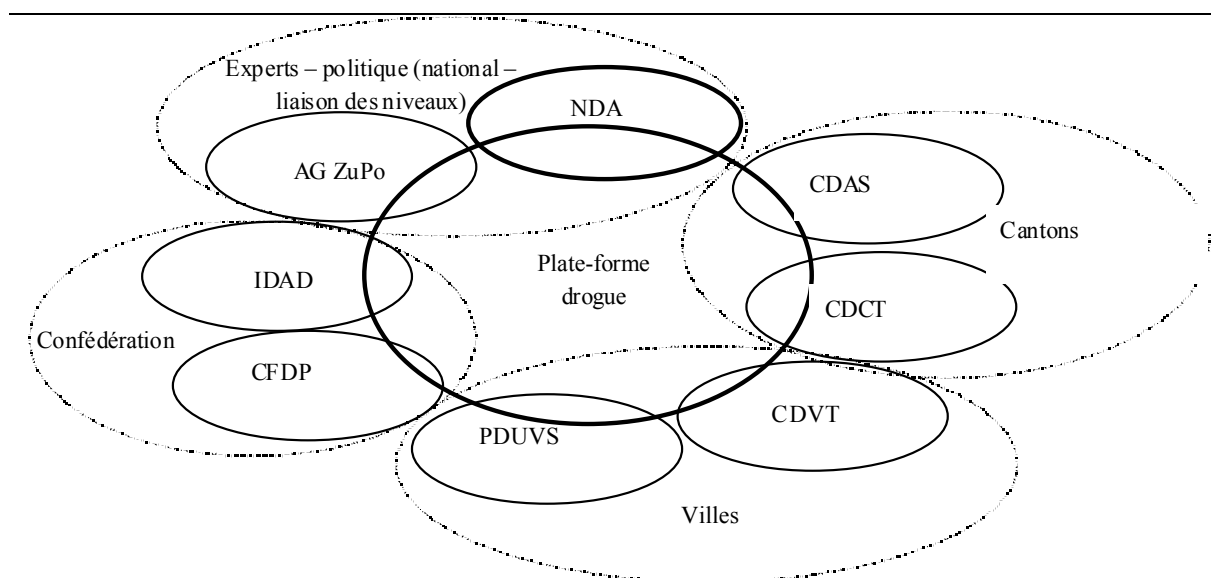 Experts – politique (national –
liaison des niveaux)
NDA
AG ZuPo
CDAS
Cantons
Plate-forme
drogue
IDAD
CDCT
Confédération
CFDP
CDVT
PDUVS
Villes